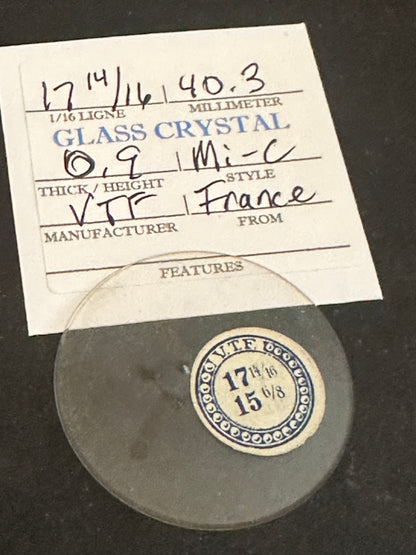 17 14/16 40.3
1/16 LIGNE MILLIMETER
GLASS CRYSTAL
0.9 Mi-C
THICK / HEIGHT STYLE
VTF France
MANUFACTURER FROM
FEATURES
V.T.F.
17 14/16
15 6/8